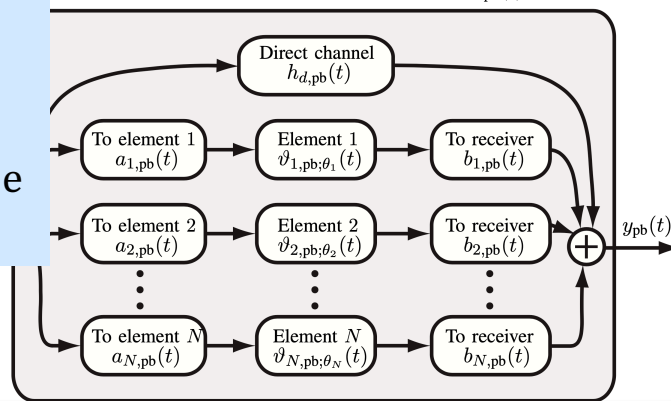 Direct channel
h_{d,pb}(t)
To element 1
a_{1,pb}(t)
Element 1
ϑ_{1,pb;θ_1}(t)
To receiver
b_{1,pb}(t)
e
To element 2
a_{2,pb}(t)
Element 2
ϑ_{2,pb;θ_2}(t)
To receiver
b_{2,pb}(t)
+
y_{pb}(t)
To element N
a_{N,pb}(t)
Element N
ϑ_{N,pb;θ_N}(t)
To receiver
b_{N,pb}(t)